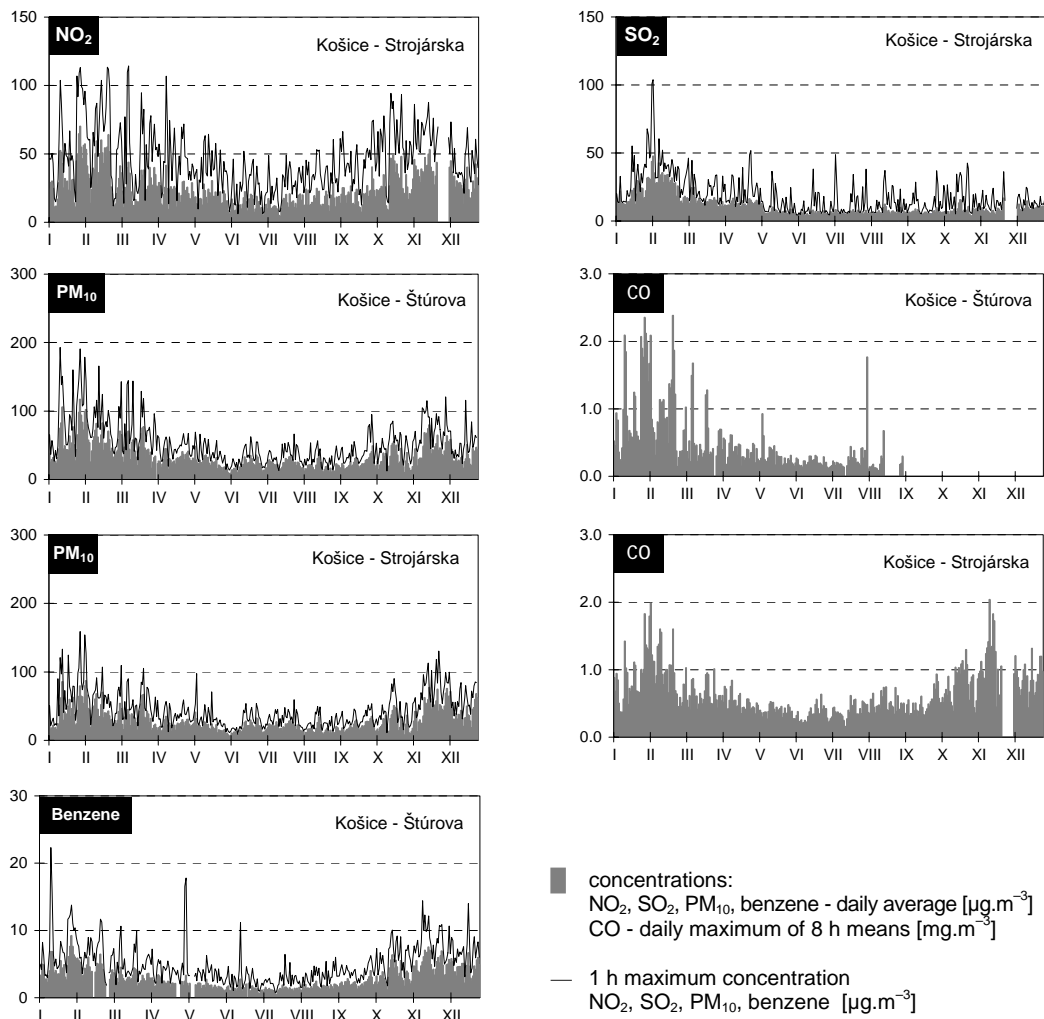 NO₂
Košice - Strojárska
150
100
50
0
I II III IV V VI VII VIII IX X XI XII
SO₂
Košice - Strojárska
150
100
50
0
I II III IV V VI VII VIII IX X XI XII
PM₁₀
Košice - Štúrova
300
200
100
0
I II III IV V VI VII VIII IX X XI XII
CO
Košice - Štúrova
3.0
2.0
1.0
0.0
I II III IV V VI VII VIII IX X XI XII
PM₁₀
Košice - Strojárska
300
200
100
0
I II III IV V VI VII VIII IX X XI XII
CO
Košice - Strojárska
3.0
2.0
1.0
0.0
I II III IV V VI VII VIII IX X XI XII
Benzene
Košice - Štúrova
30
20
10
0
I II III IV V VI VII VIII IX X XI XII
concentrations:
NO₂, SO₂, PM₁₀, benzene - daily average [µg.m⁻³]
CO - daily maximum of 8 h means [mg.m⁻³]
1 h maximum concentration
NO₂, SO₂, PM₁₀, benzene [µg.m⁻³]